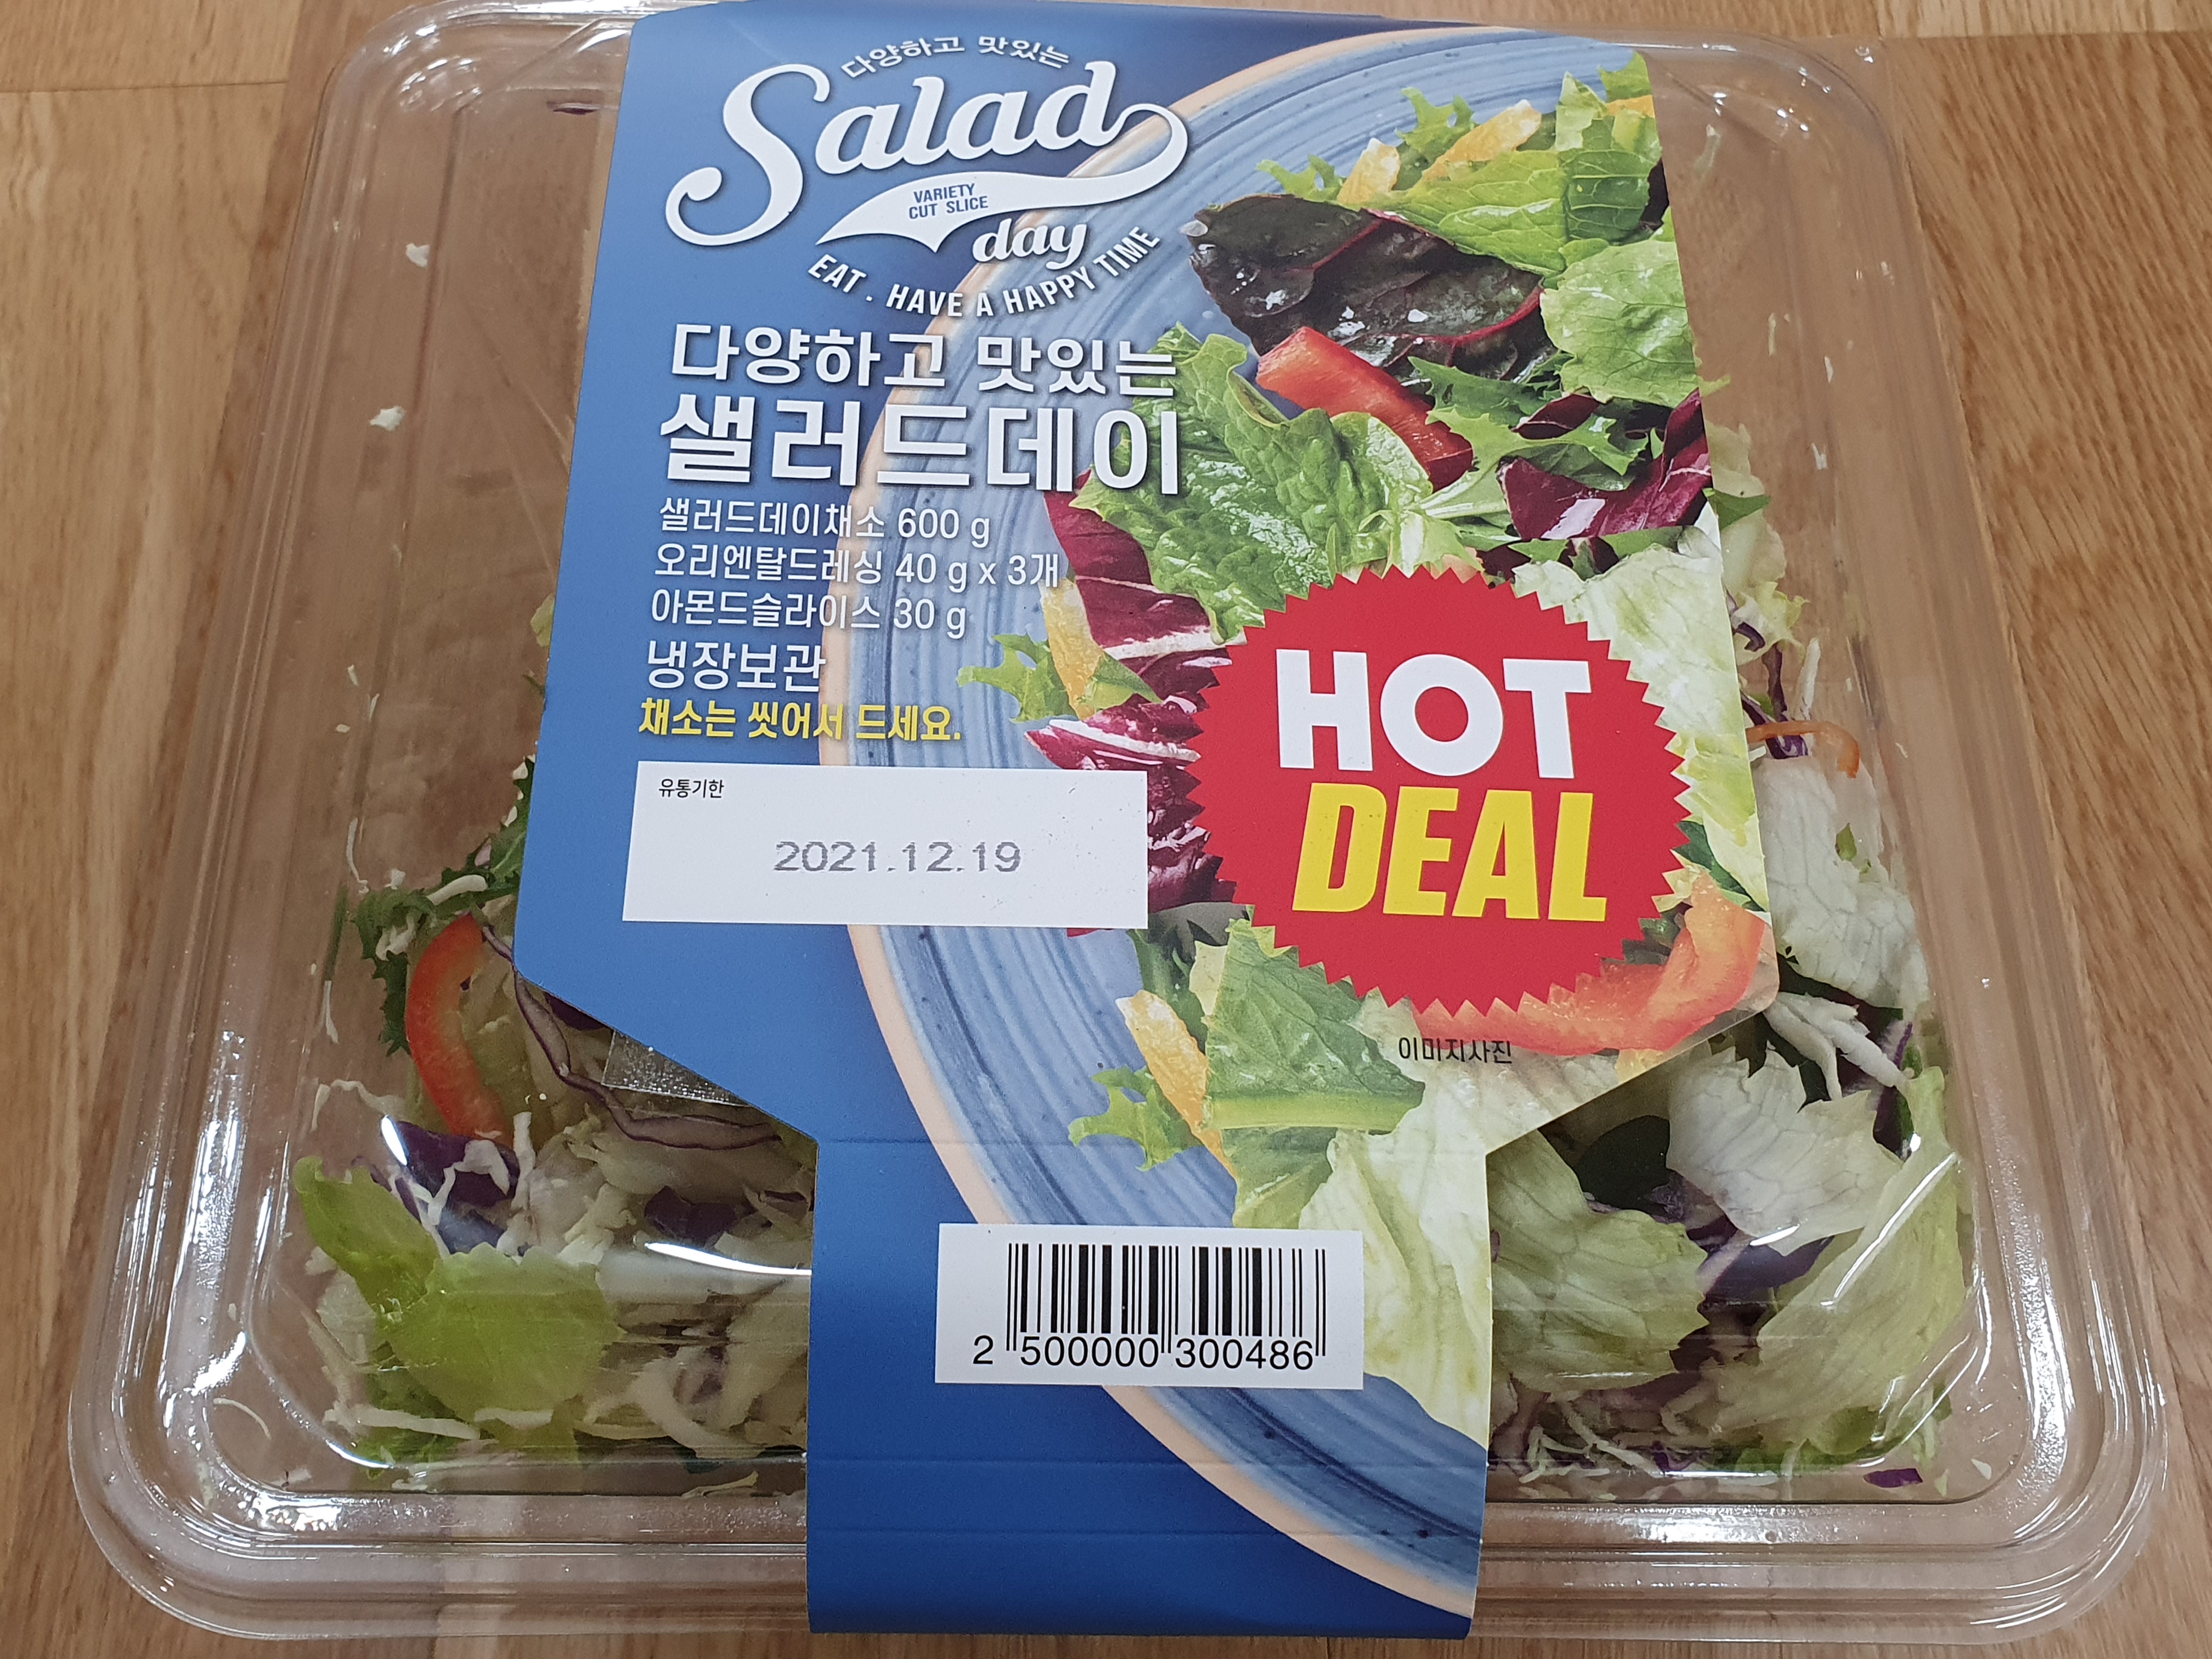 다양하고 맛있는
Salad
VARIETY
CUT SLICE
day
EAT . HAVE A HAPPY TIME
다양하고 맛있는
샐러드데이
샐러드데이채소 600 g
오리엔탈드레싱 40 g x 3개
아몬드슬라이스 30 g
냉장보관
채소는 씻어서 드세요.
유통기한
2021.12.19
HOT
DEAL
이미지사진
2 500000 300486